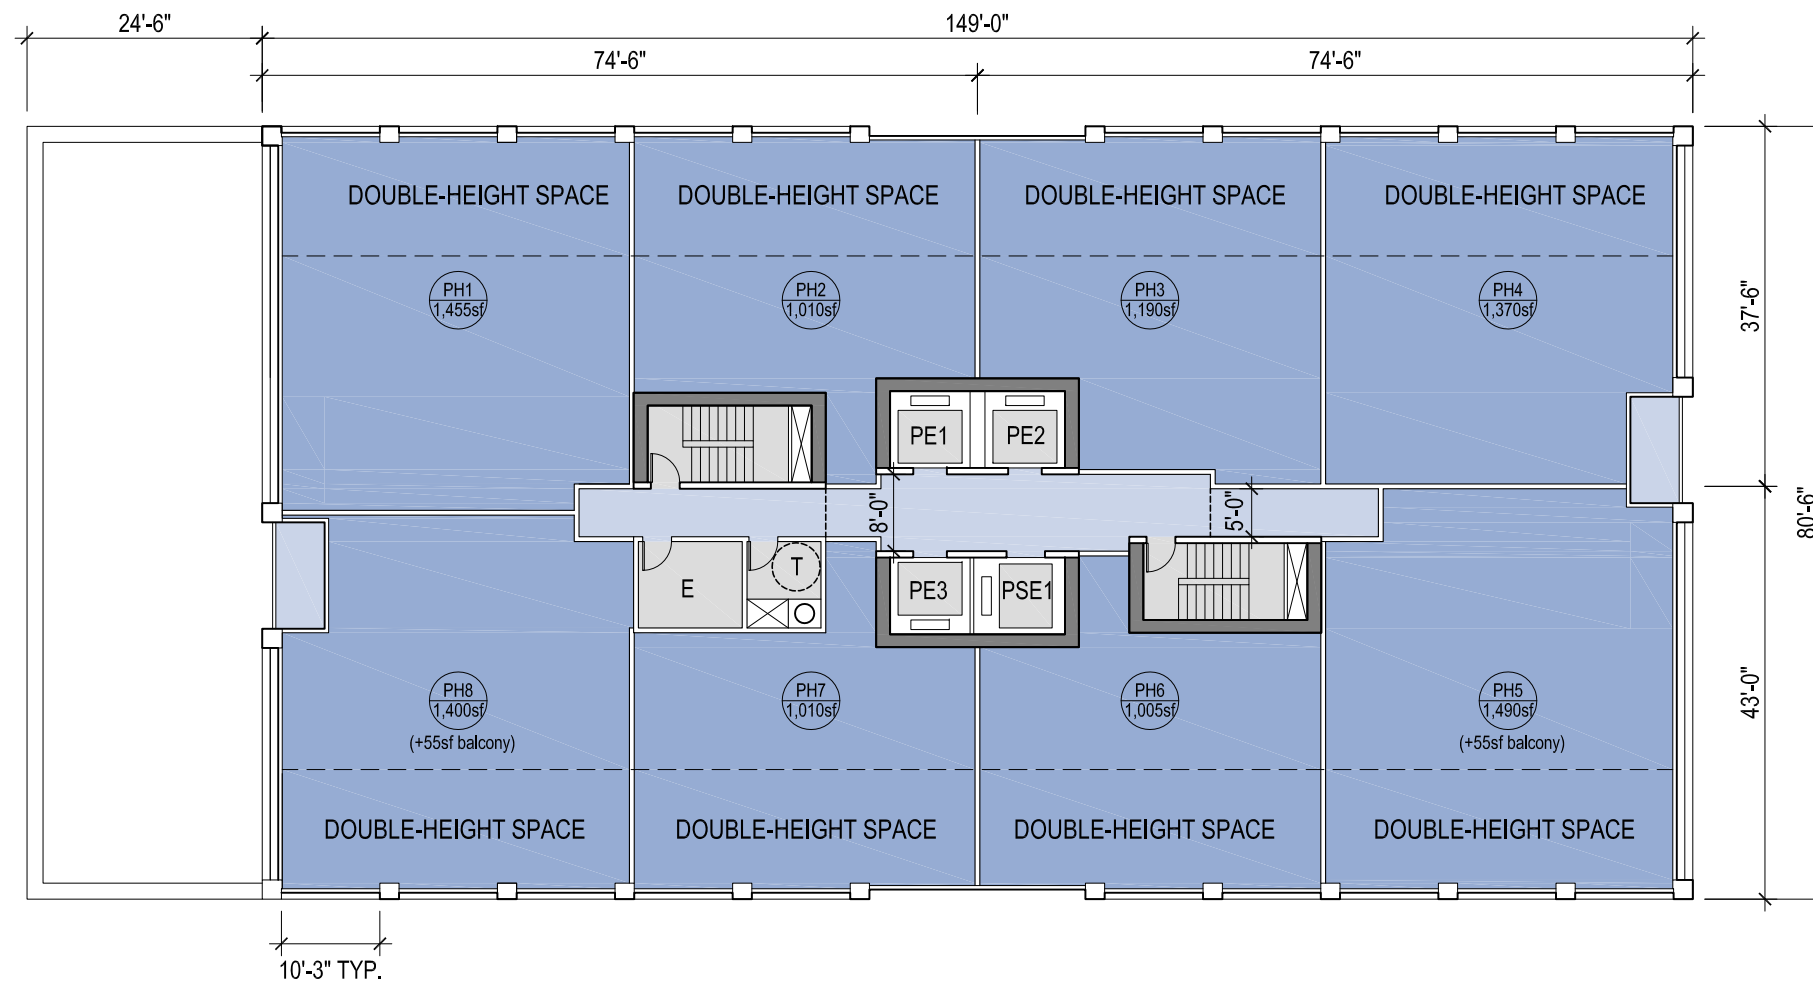 24'-6"
149'-0"
74'-6"
74'-6"
DOUBLE-HEIGHT SPACE
DOUBLE-HEIGHT SPACE
DOUBLE-HEIGHT SPACE
DOUBLE-HEIGHT SPACE
PH1
1,455sf
PH2
1,010sf
PH3
1,190sf
PH4
1,370sf
37'-6"
PE1
PE2
8'-0"
5'-0"
80'-6"
E
T
PE3
PSE1
PH8
1,400sf
(+55sf balcony)
PH7
1,010sf
PH6
1,005sf
PH5
1,490sf
(+55sf balcony)
43'-0"
DOUBLE-HEIGHT SPACE
DOUBLE-HEIGHT SPACE
DOUBLE-HEIGHT SPACE
DOUBLE-HEIGHT SPACE
10'-3" TYP.